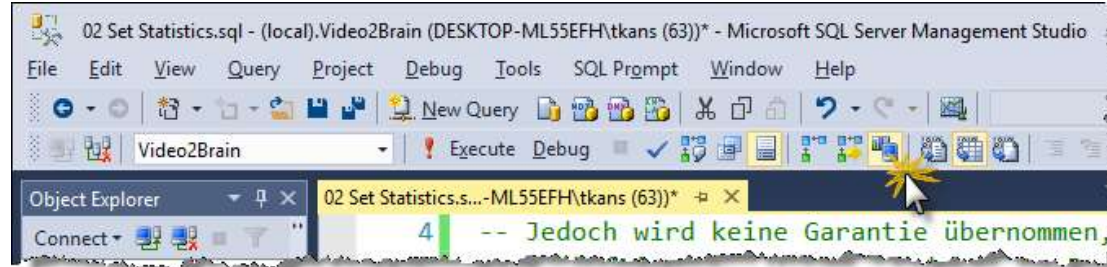 02 Set Statistics.sql - (local).Video2Brain (DESKTOP-ML55EFH\tkans (63))* - Microsoft SQL Server Management Studio
File Edit View Query Project Debug Tools SQL Prompt Window Help
New Query
Video2Brain Execute Debug
Object Explorer 02 Set Statistics.s...-ML55EFH\tkans (63))*
Connect 4 -- Jedoch wird keine Garantie übernommen,